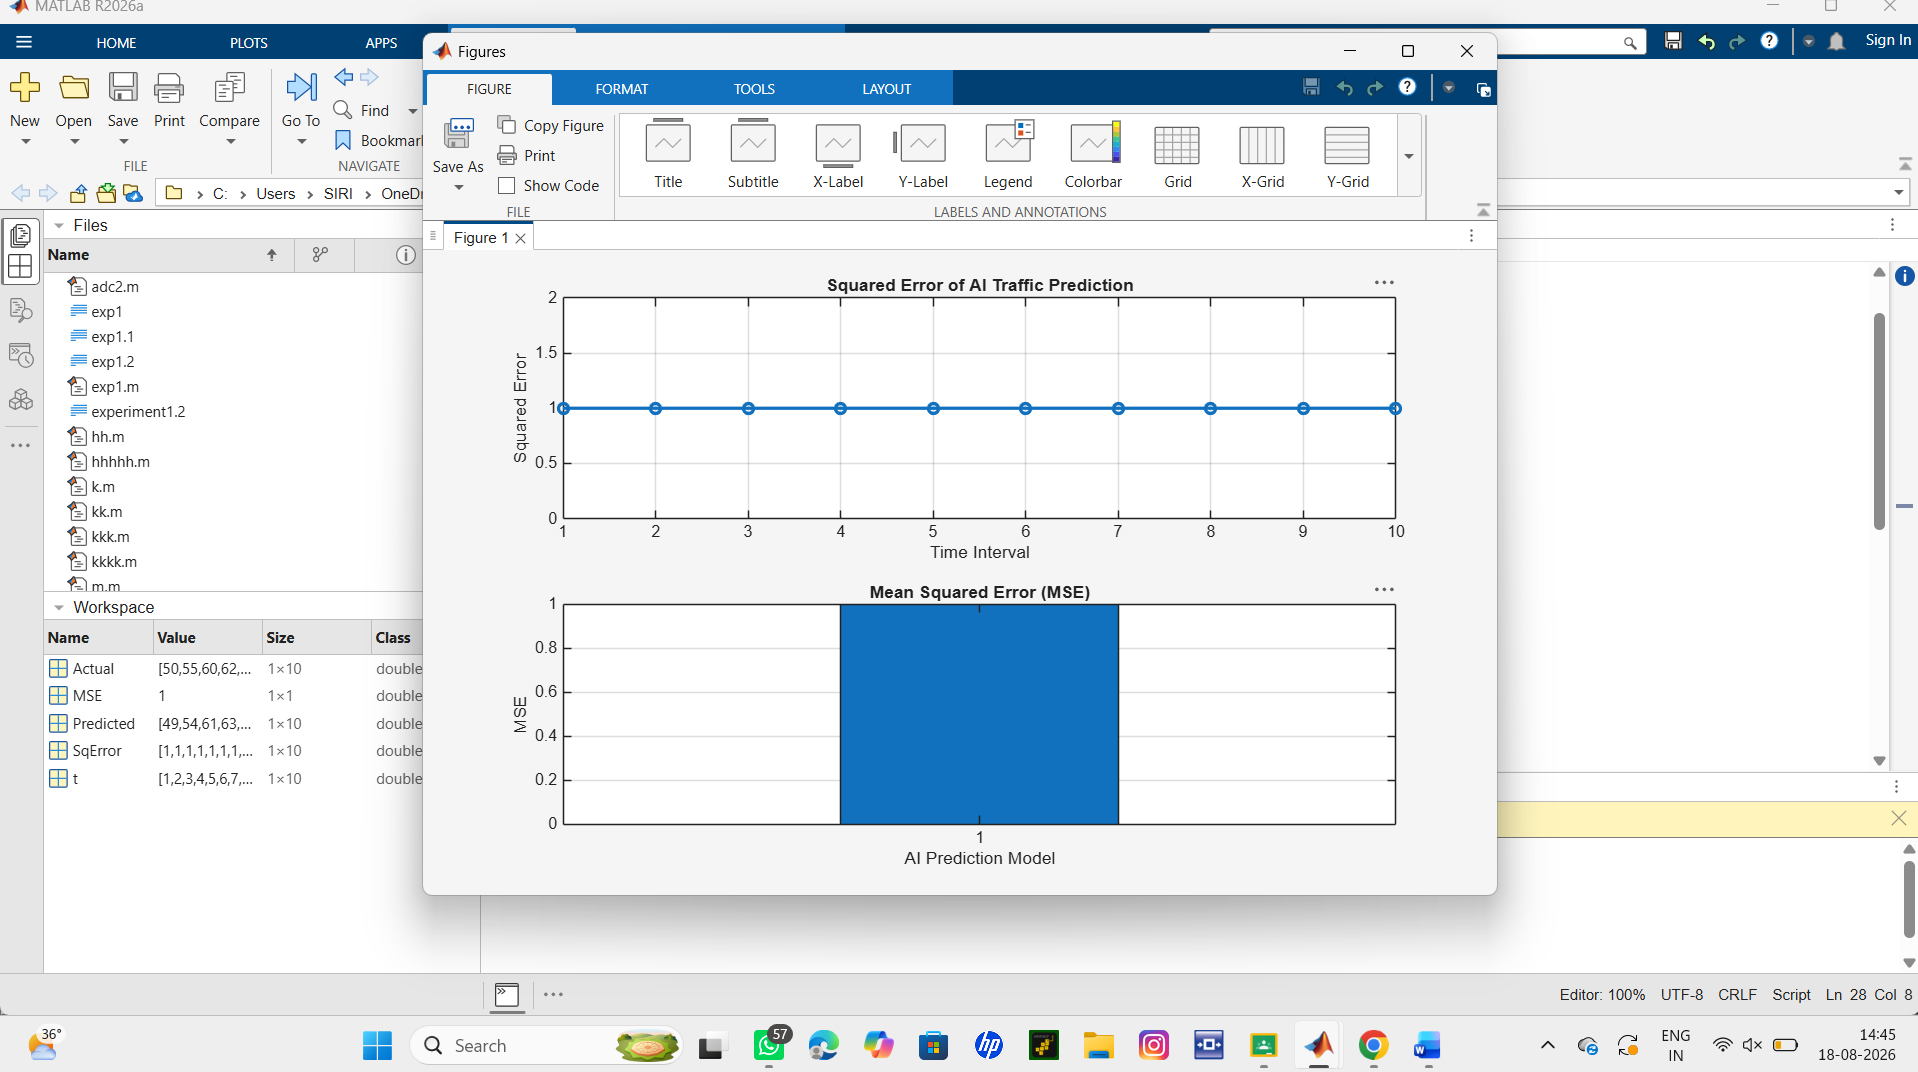 MATLAB R2026a
HOME PLOTS APPS
Sign In
New Open Save Print Compare Go To Find
FILE NAVIGATE
C: Users SIRI
Files
Name
adc2.m
exp1
exp1.1
exp1.2
exp1.m
experiment1.2
hh.m
hhhhh.m
k.m
kk.m
kkk.m
kkkk.m
m.m
Workspace
Name Value Size Class
Actual [50,55,60,62,... 1×10 double
MSE 1 1×1 double
Predicted [49,54,61,63,... 1×10 double
SqError [1,1,1,1,1,1,1,... 1×10 double
t [1,2,3,4,5,6,7,... 1×10 double
Figures
FIGURE FORMAT TOOLS LAYOUT
Save As
Copy Figure
Print
Show Code
FILE
Title Subtitle X-Label Y-Label Legend Colorbar Grid X-Grid Y-Grid
LABELS AND ANNOTATIONS
Figure 1
Squared Error of AI Traffic Prediction
Squared Error
2
1.5
1
0.5
0
1 2 3 4 5 6 7 8 9 10
Time Interval
Mean Squared Error (MSE)
MSE
1
0.8
0.6
0.4
0.2
0
1
AI Prediction Model
Editor: 100% UTF-8 CRLF Script Ln 28 Col 8
36°
Search
57
ENG
IN
14:45
18-08-2026